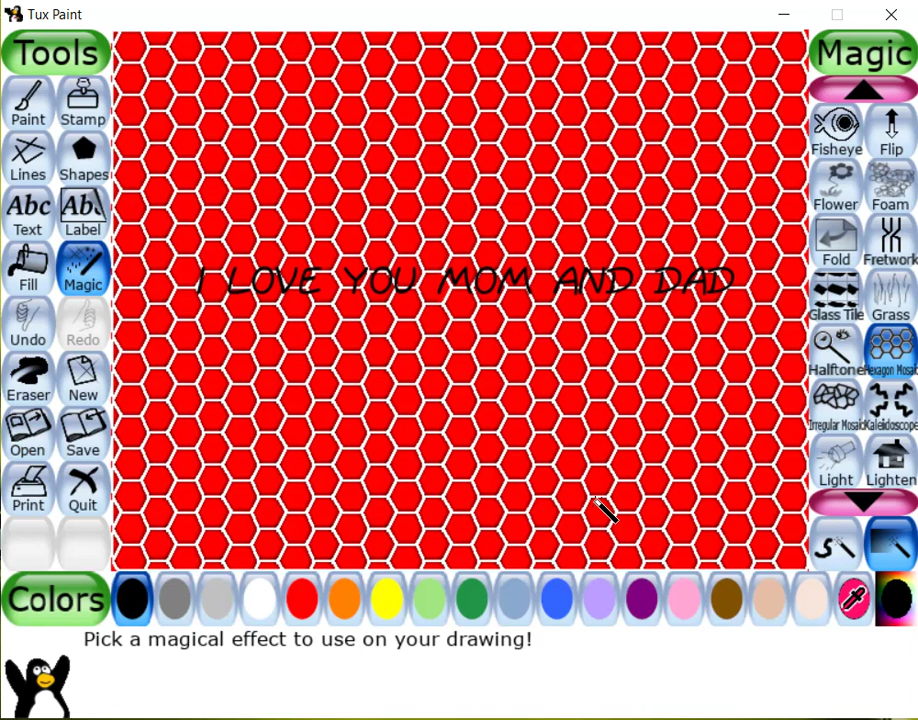 Tux Paint
Tools
Magic
Paint
Stamp
Lines
Shapes
Abc
Text
Abc
Label
Fill
Magic
Undo
Redo
Eraser
New
Open
Save
Print
Quit
I LOVE YOU MOM AND DAD
Fisheye
Flip
Flower
Foam
Fold
Fretwork
Glass Tile
Grass
Halftone
Hexagon Mosaic
Irregular Mosaic
Kaleidoscope
Light
Lighten
Colors
Pick a magical effect to use on your drawing!